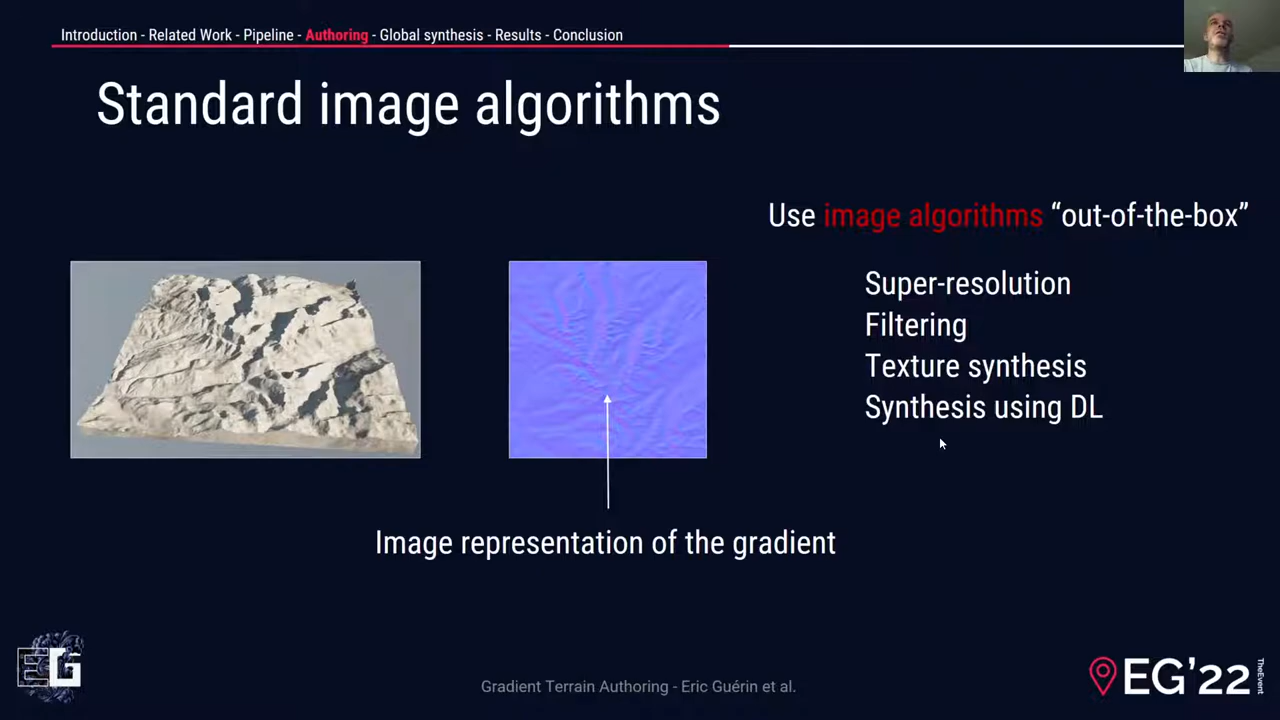 Introduction - Related Work - Pipeline - Authoring - Global synthesis - Results - Conclusion
Standard image algorithms
Use image algorithms “out-of-the-box”
Super-resolution
Filtering
Texture synthesis
Synthesis using DL
Image representation of the gradient
EG
Gradient Terrain Authoring - Eric Guérin et al.
EG’22
TheEvent